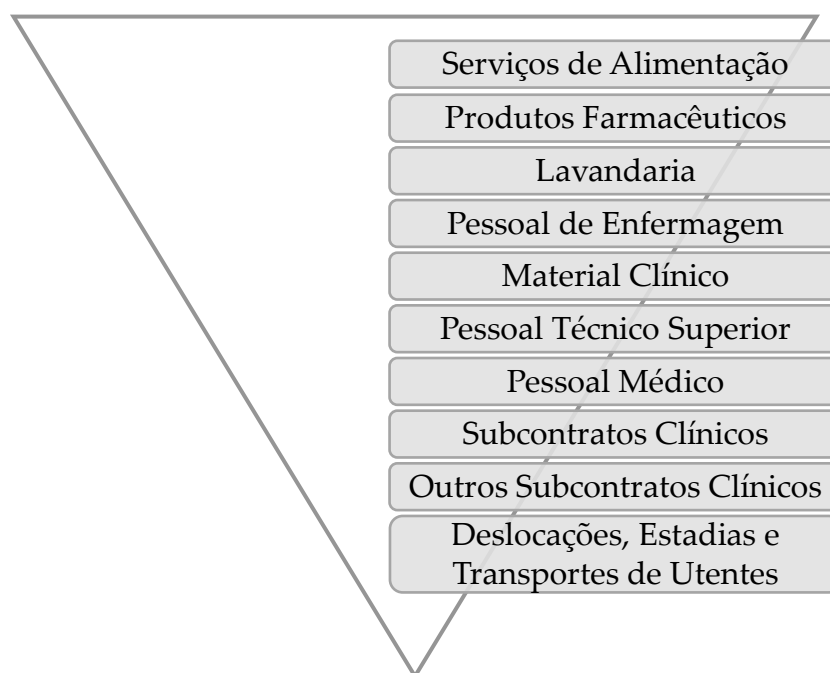 Serviços de Alimentação
Produtos Farmacêuticos
Lavandaria
Pessoal de Enfermagem
Material Clínico
Pessoal Técnico Superior
Pessoal Médico
Subcontratos Clínicos
Outros Subcontratos Clínicos
Deslocações, Estadias e
Transportes de Utentes